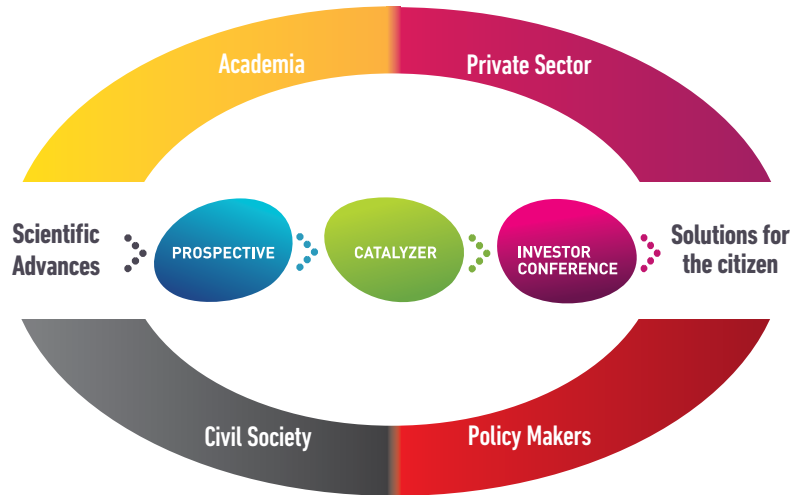 Academia
Private Sector
Scientific
Advances
PROSPECTIVE
CATALYZER
INVESTOR
CONFERENCE
Solutions for
the citizen
Civil Society
Policy Makers